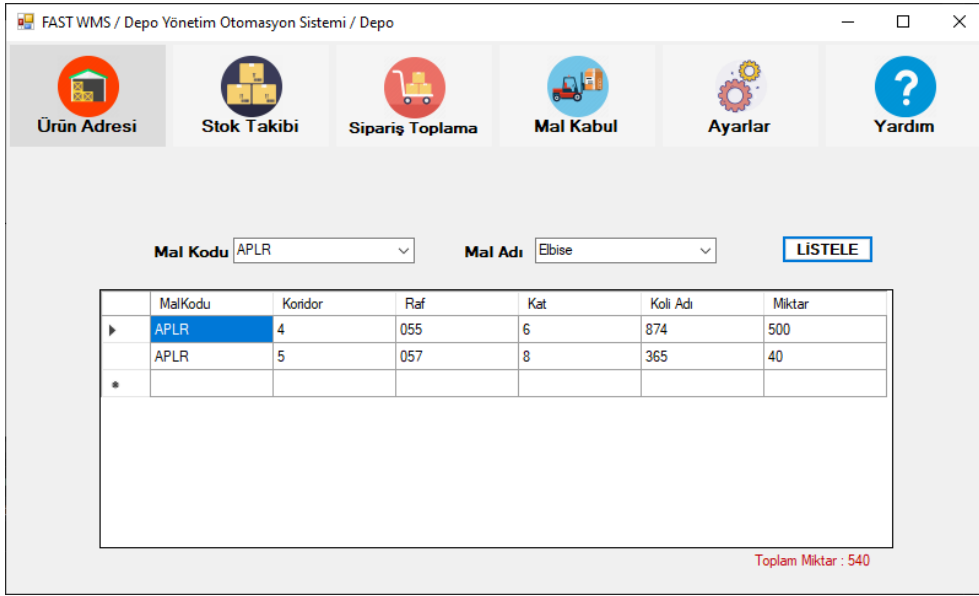 FAST WMS / Depo Yönetim Otomasyon Sistemi / Depo
Ürün Adresi Stok Takibi Sipariş Toplama Mal Kabul Ayarlar Yardım
Mal Kodu APLR Mal Adı Elbise LİSTELE
MalKodu Koridor Raf Kat Koli Adı Miktar
APLR 4 055 6 874 500
APLR 5 057 8 365 40
Toplam Miktar : 540